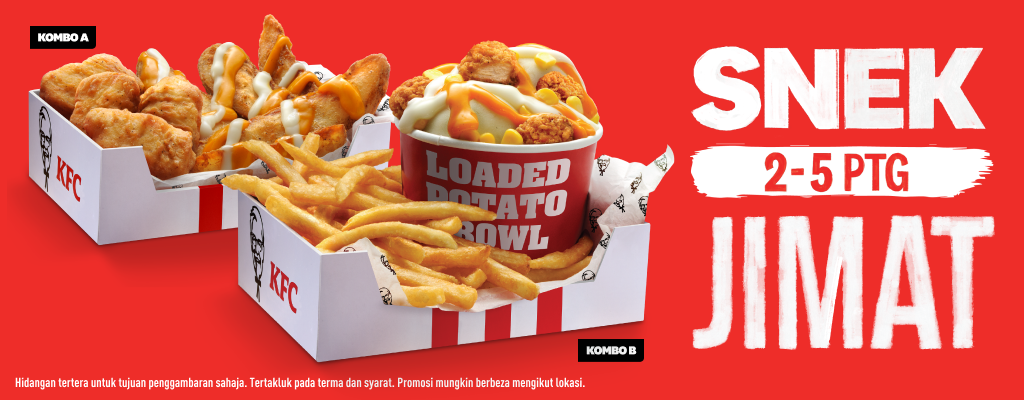 KOMBO A
KFC
LOADED
POTATO
BOWL
KFC
KOMBO B
SNEK
2-5 PTG
JIMAT
Hidangan tertera untuk tujuan penggambaran sahaja. Tertakluk pada terma dan syarat. Promosi mungkin berbeza mengikut lokasi.